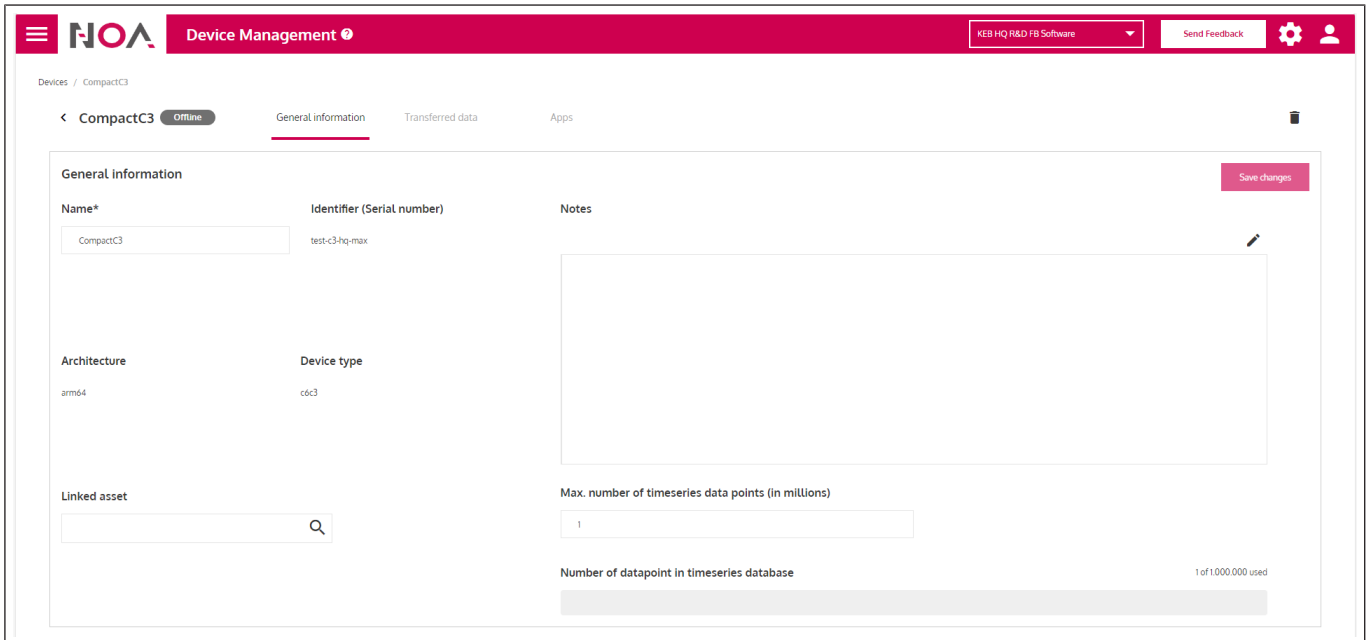 NOA Device Management ? KEB HQ R&D FB Software Send Feedback
Devices / CompactC3
CompactC3 Offline General information Transferred data Apps
General information Save changes
Name* Identifier (Serial number) Notes
CompactC3 test-c3-hq-max
Architecture Device type
arm64 c6c3
Linked asset Max. number of timeseries data points (in millions)
1
Number of datapoint in timeseries database 1 of 1.000.000 used